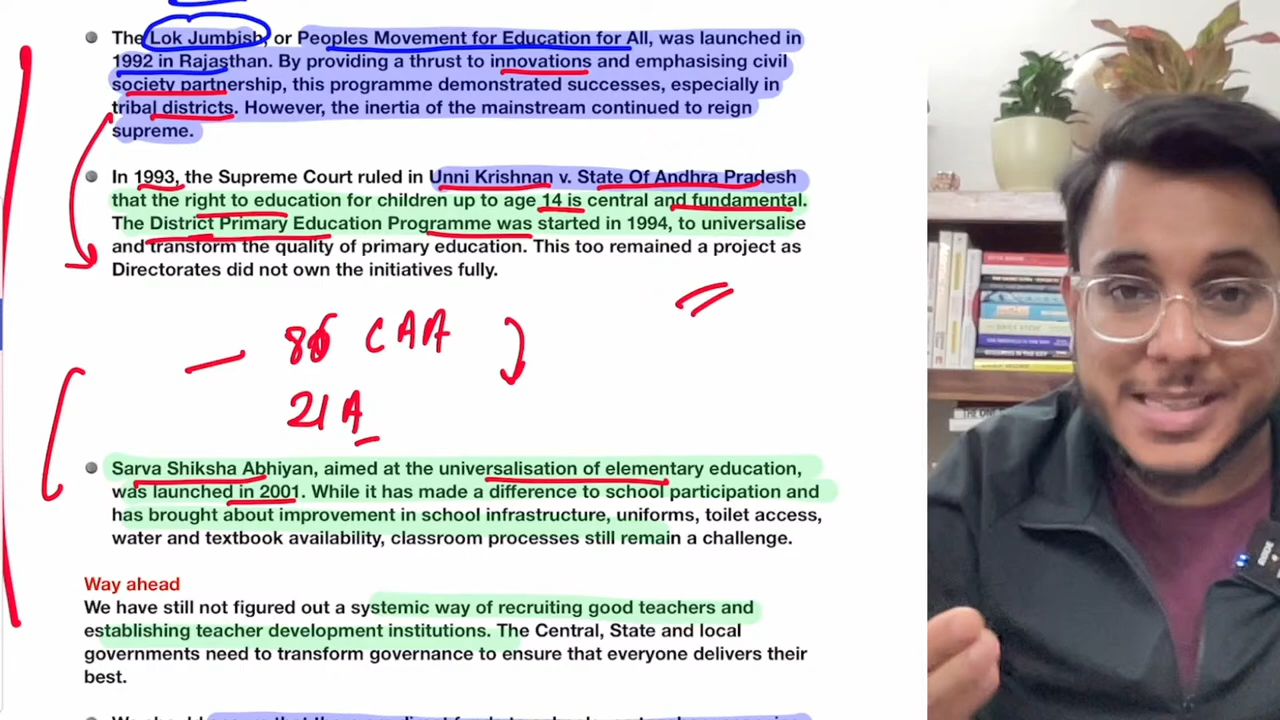 The Lok Jumbish, or Peoples Movement for Education for All, was launched in
1992 in Rajasthan. By providing a thrust to innovations and emphasising civil
society partnership, this programme demonstrated successes, especially in
tribal districts. However, the inertia of the mainstream continued to reign
supreme.
In 1993, the Supreme Court ruled in Unni Krishnan v. State Of Andhra Pradesh
that the right to education for children up to age 14 is central and fundamental.
The District Primary Education Programme was started in 1994, to universalise
and transform the quality of primary education. This too remained a project as
Directorates did not own the initiatives fully.
86 CAA
21A
Sarva Shiksha Abhiyan, aimed at the universalisation of elementary education,
was launched in 2001. While it has made a difference to school participation and
has brought about improvement in school infrastructure, uniforms, toilet access,
water and textbook availability, classroom processes still remain a challenge.
Way ahead
We have still not figured out a systemic way of recruiting good teachers and
establishing teacher development institutions. The Central, State and local
governments need to transform governance to ensure that everyone delivers their
best.